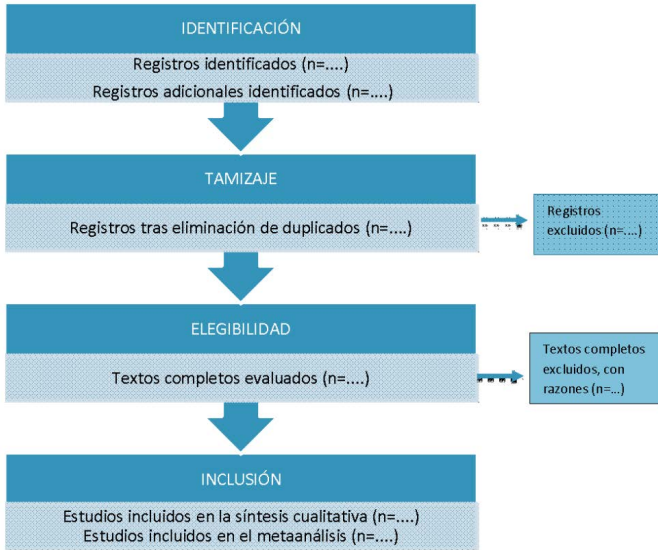 IDENTIFICACIÓN
Registros identificados (n=....)
Registros adicionales identificados (n=....)
TAMIZAJE
Registros tras eliminación de duplicados (n=....)
Registros
excluidos (n=....)
ELEGIBILIDAD
Textos completos evaluados (n=....)
Textos completos
excluidos, con
razones (n=...)
INCLUSIÓN
Estudios incluidos en la síntesis cualitativa (n=....)
Estudios incluidos en el metaanálisis (n=....)